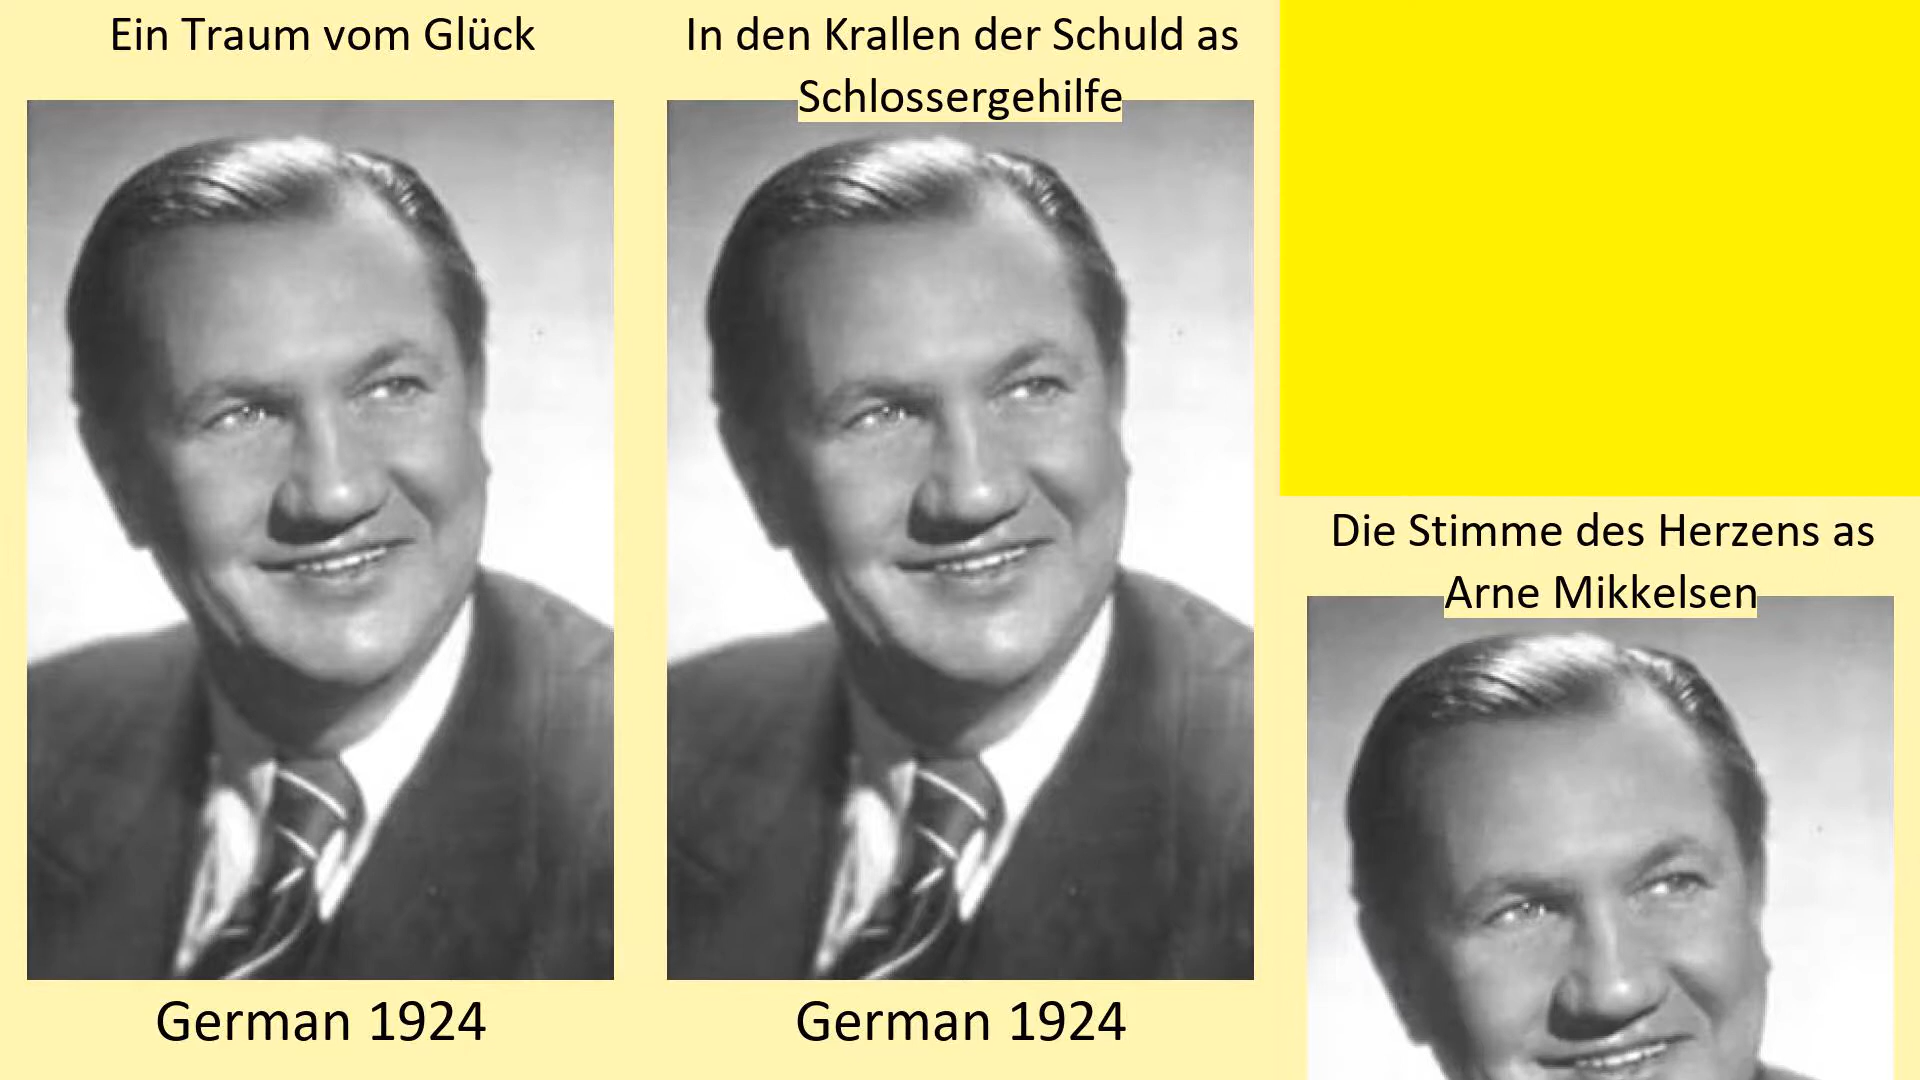 Ein Traum vom Glück
German 1924
In den Krallen der Schuld as
Schlossergehilfe
German 1924
Die Stimme des Herzens as
Arne Mikkelsen